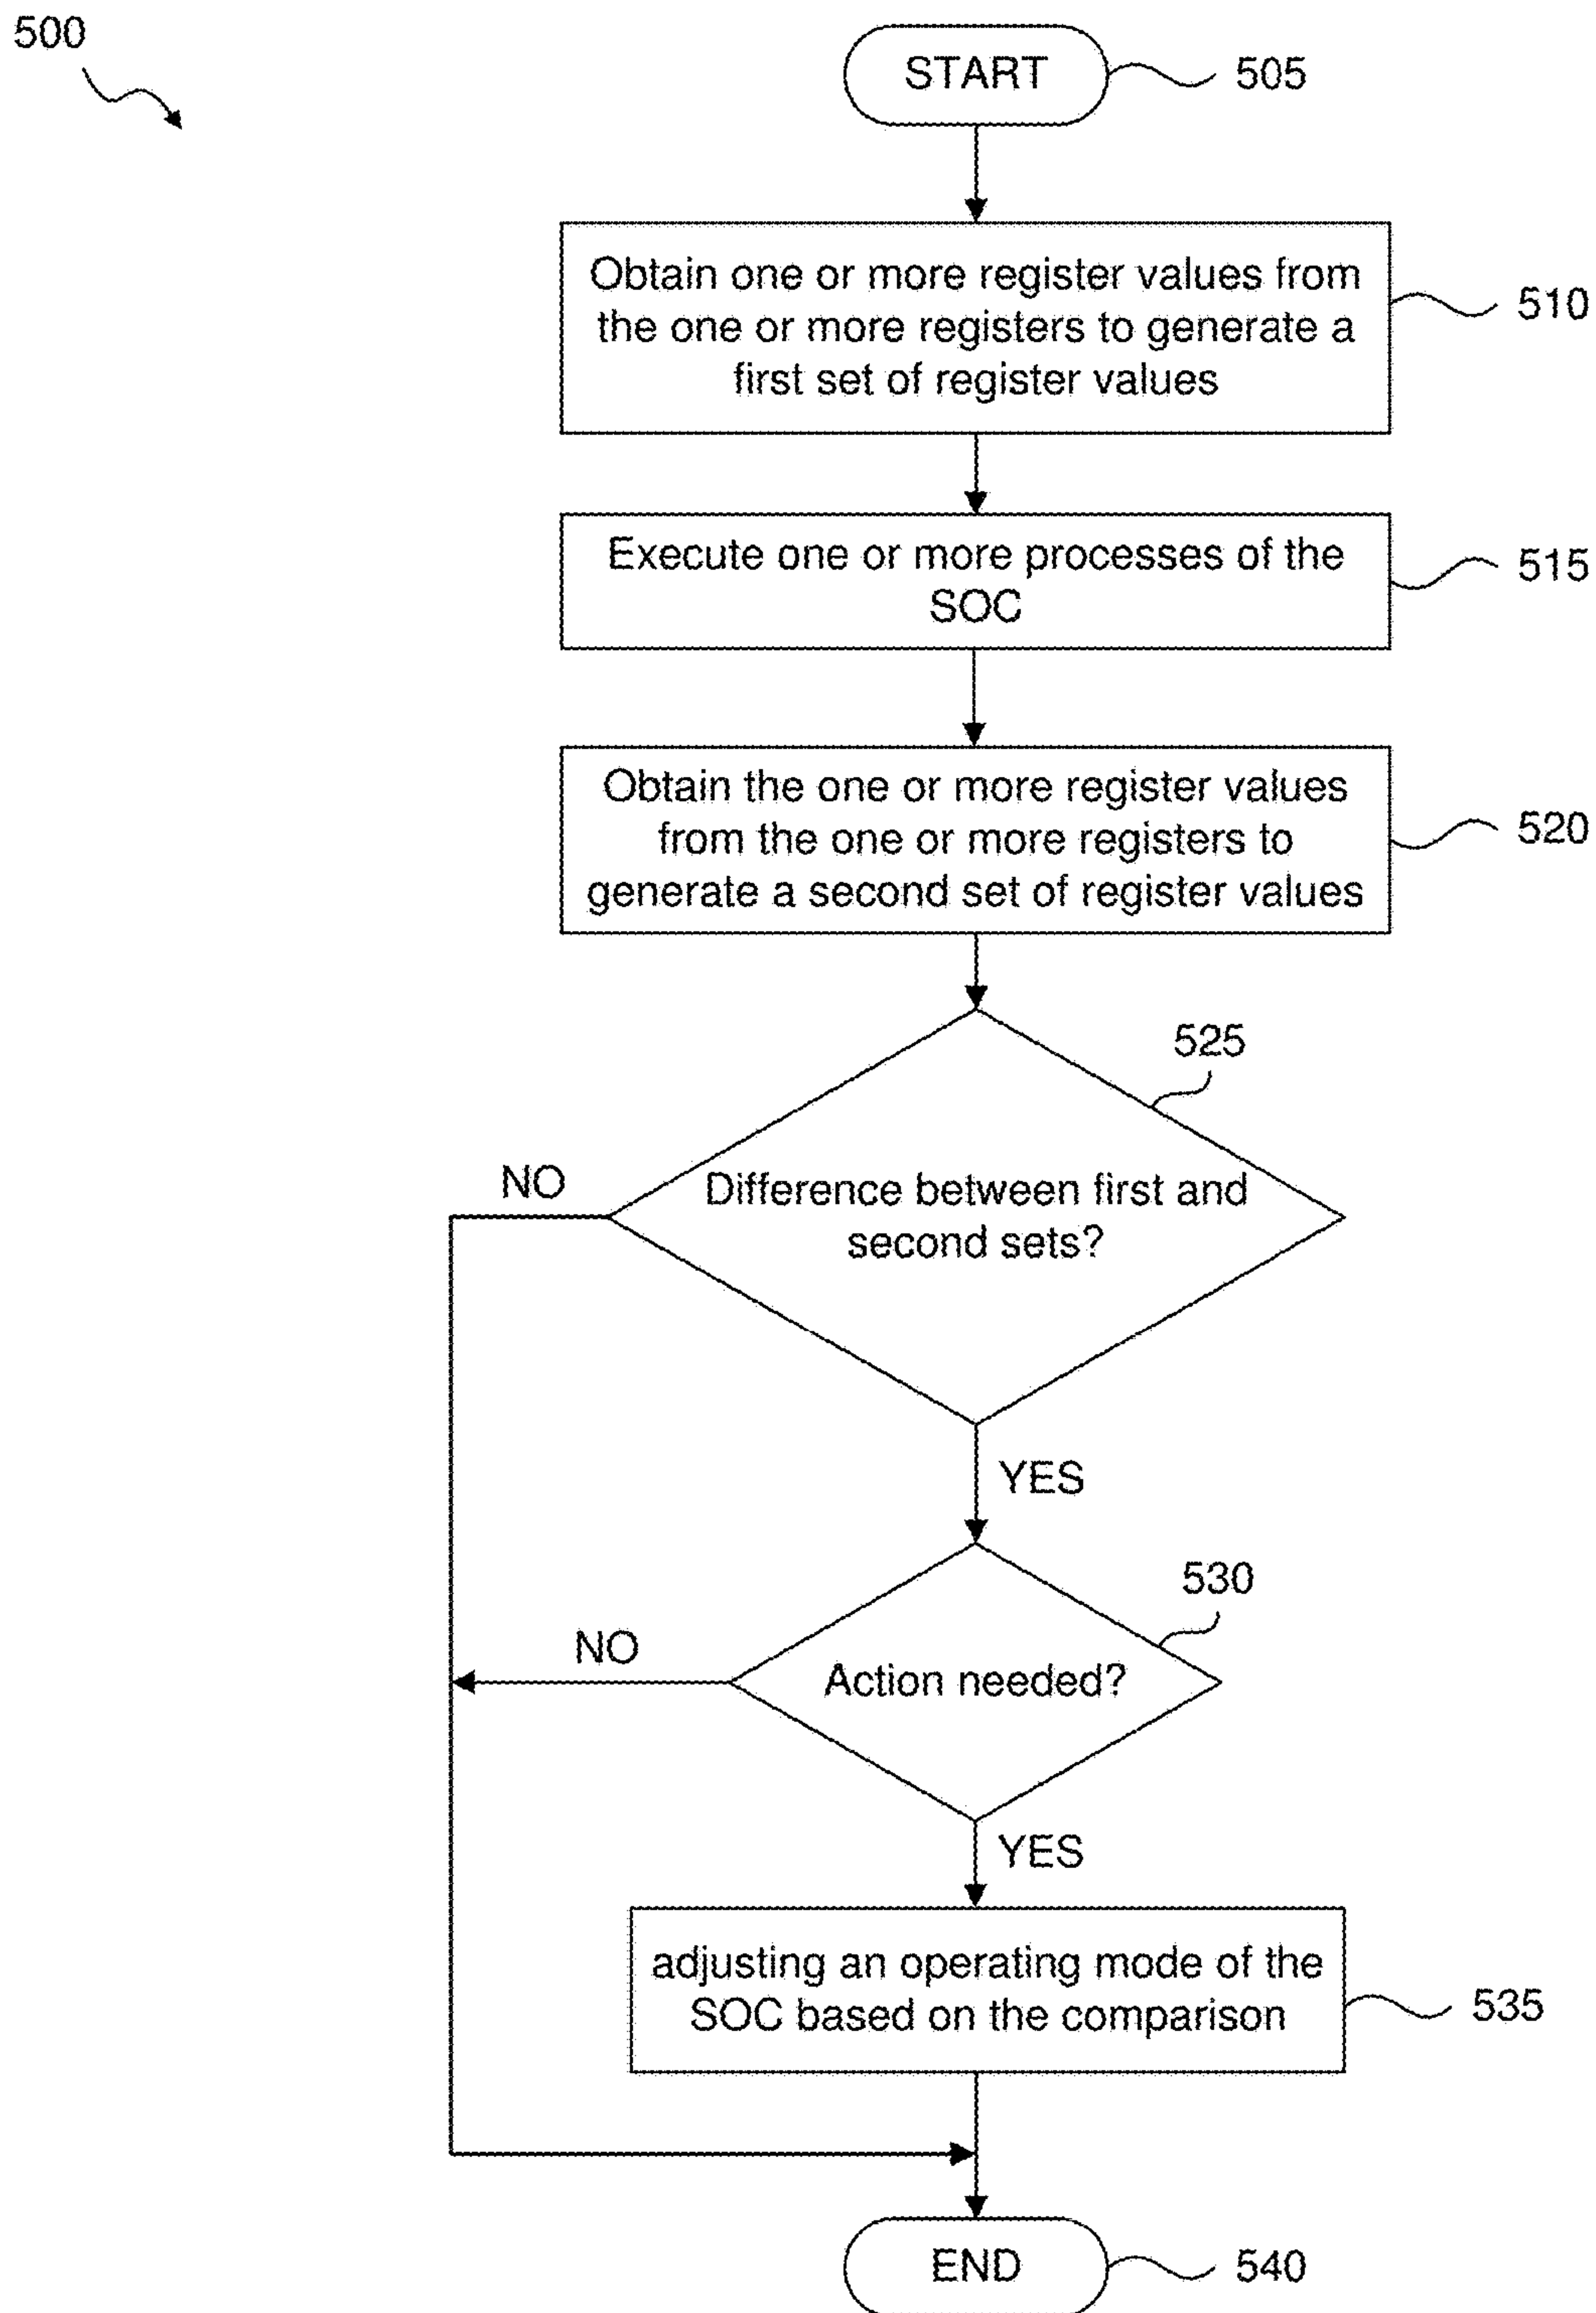 500
START
505
Obtain one or more register values from
the one or more registers to generate a
first set of register values
510
Execute one or more processes of the
SOC
515
Obtain the one or more register values
from the one or more registers to
generate a second set of register values
520
525
NO
Difference between first and
second sets?
YES
530
NO
Action needed?
YES
adjusting an operating mode of the
SOC based on the comparison
535
END
540